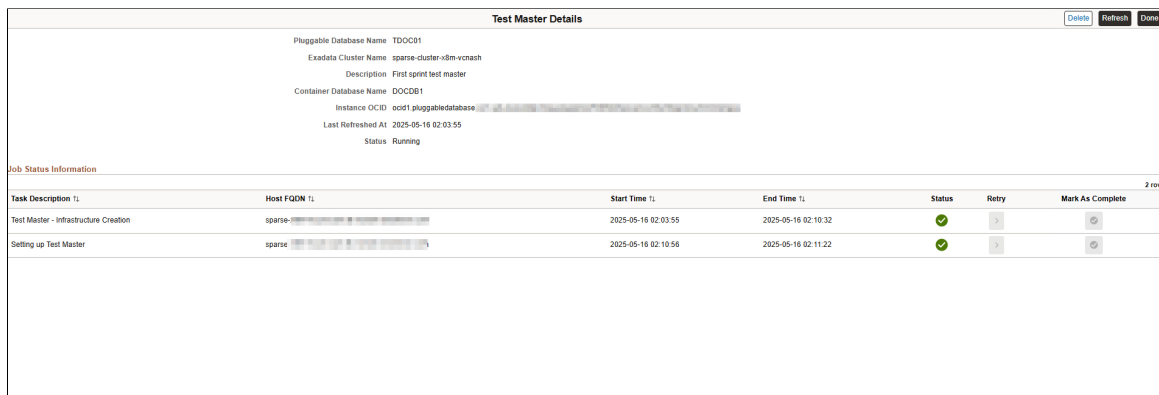 Test Master Details
Delete Refresh Done
Pluggable Database Name TDOC01
Exadata Cluster Name sparse-cluster-x8m-vcnash
Description First sprint test master
Container Database Name DOCDB1
Instance OCID ocid1.pluggabledatabase.
Last Refreshed At 2025-05-16 02:03:55
Status Running
Job Status Information
2
Task Description Host FQDN Start Time End Time Status Retry Mark As Complete
Test Master - Infrastructure Creation sparse- 2025-05-16 02:03:55 2025-05-16 02:10:32
Setting up Test Master sparse 2025-05-16 02:10:56 2025-05-16 02:11:22